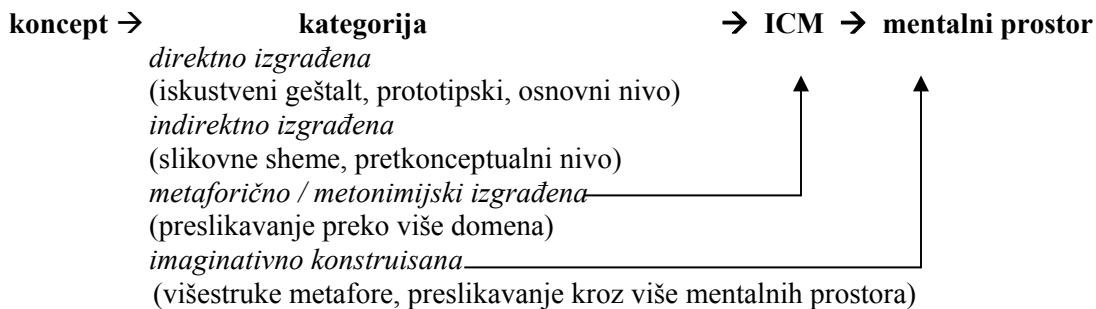 koncept → kategorija → ICM → mentalni prostor
direktno izgrađena
(iskustveni geštalt, prototipski, osnovni nivo)
indirektno izgrađena
(slikovne sheme, pretkonceptualni nivo)
metaforično / metonimijski izgrađena
(preslikavanje preko više domena)
imaginativno konstruisana
(višestruke metafore, preslikavanje kroz više mentalnih prostora)